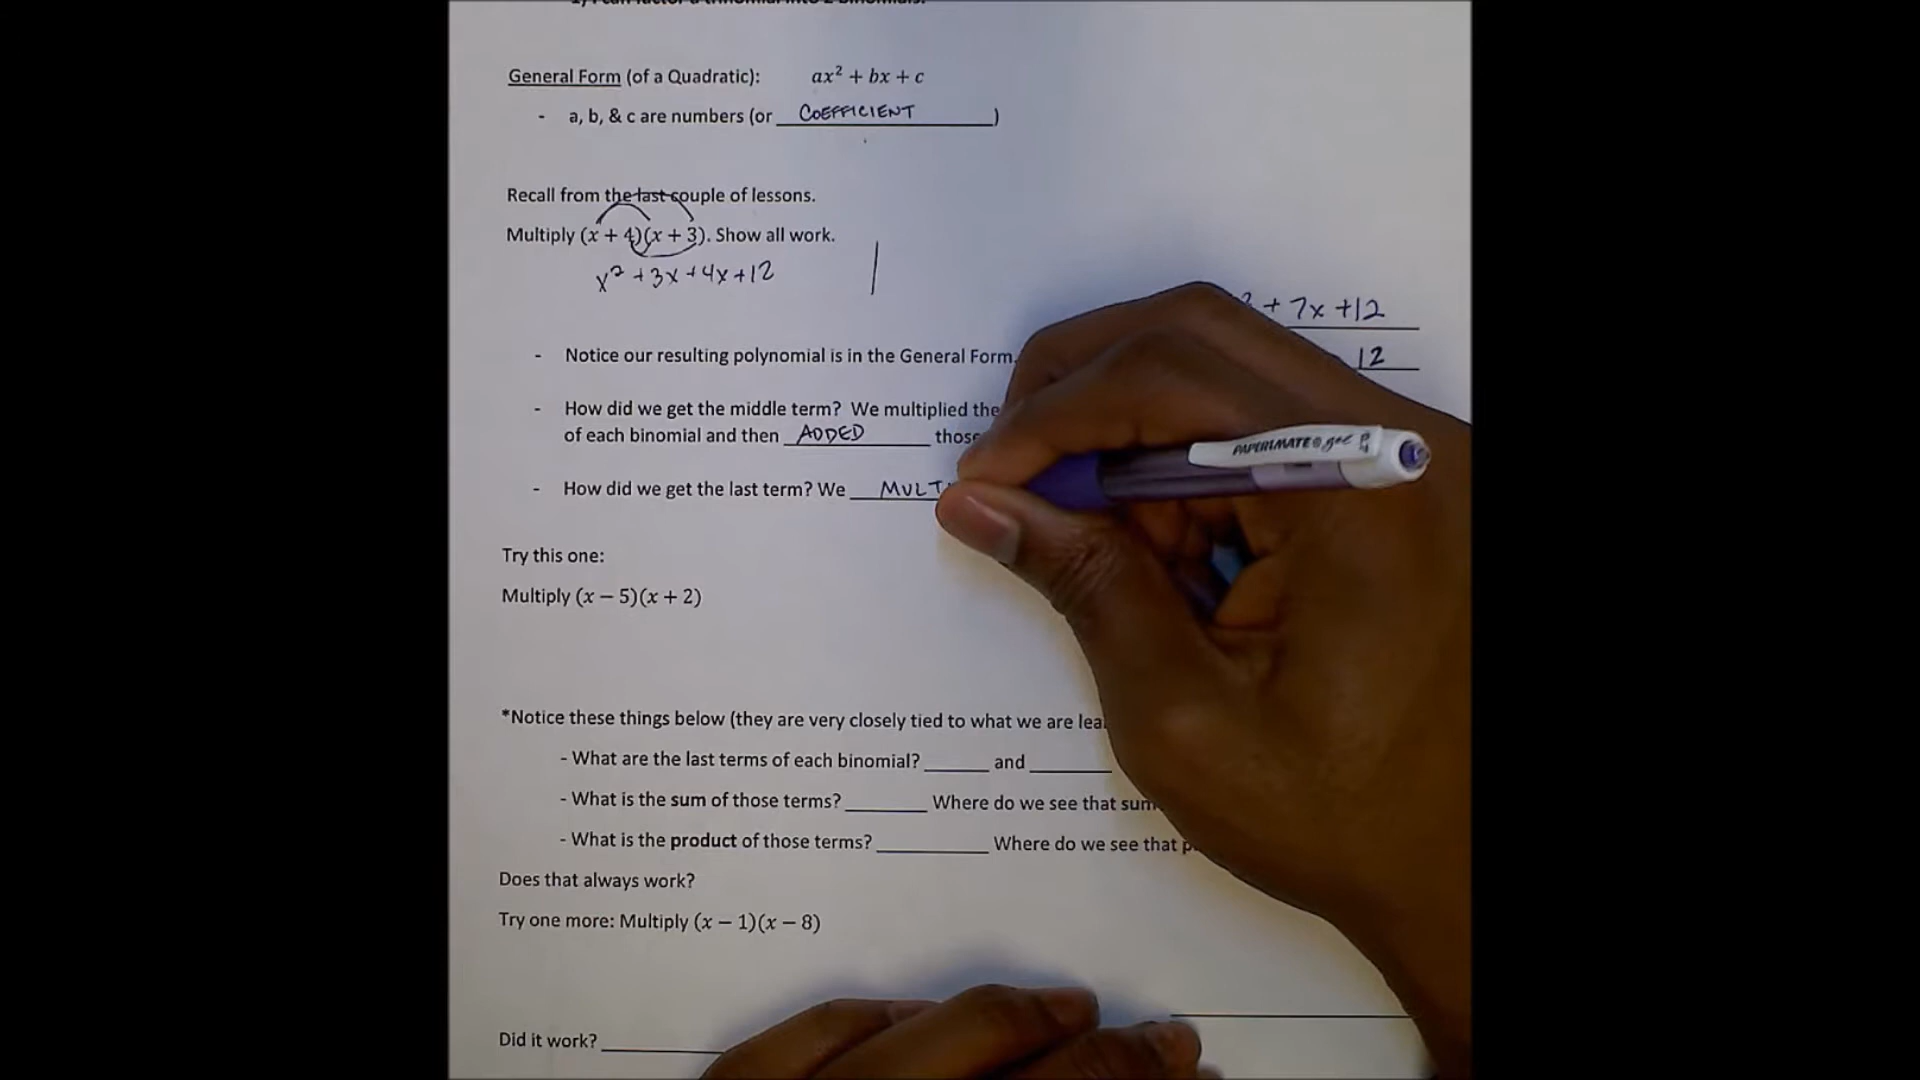 General Form (of a Quadratic): ax² + bx + c
- a, b, & c are numbers (or COEFFICIENT )
Recall from the last couple of lessons.
Multiply (x + 4)(x + 3). Show all work.
x² + 3x + 4x + 12
² + 7x + 12
- Notice our resulting polynomial is in the General Form.
12
- How did we get the middle term? We multiplied the
of each binomial and then ADDED those
- How did we get the last term? We MULT
PAPERMATE gel
Try this one:
Multiply (x − 5)(x + 2)
*Notice these things below (they are very closely tied to what we are lea
- What are the last terms of each binomial? ______ and ________
- What is the sum of those terms? ________ Where do we see that sum
- What is the product of those terms? ___________ Where do we see that p
Does that always work?
Try one more: Multiply (x − 1)(x − 8)
Did it work? ____________